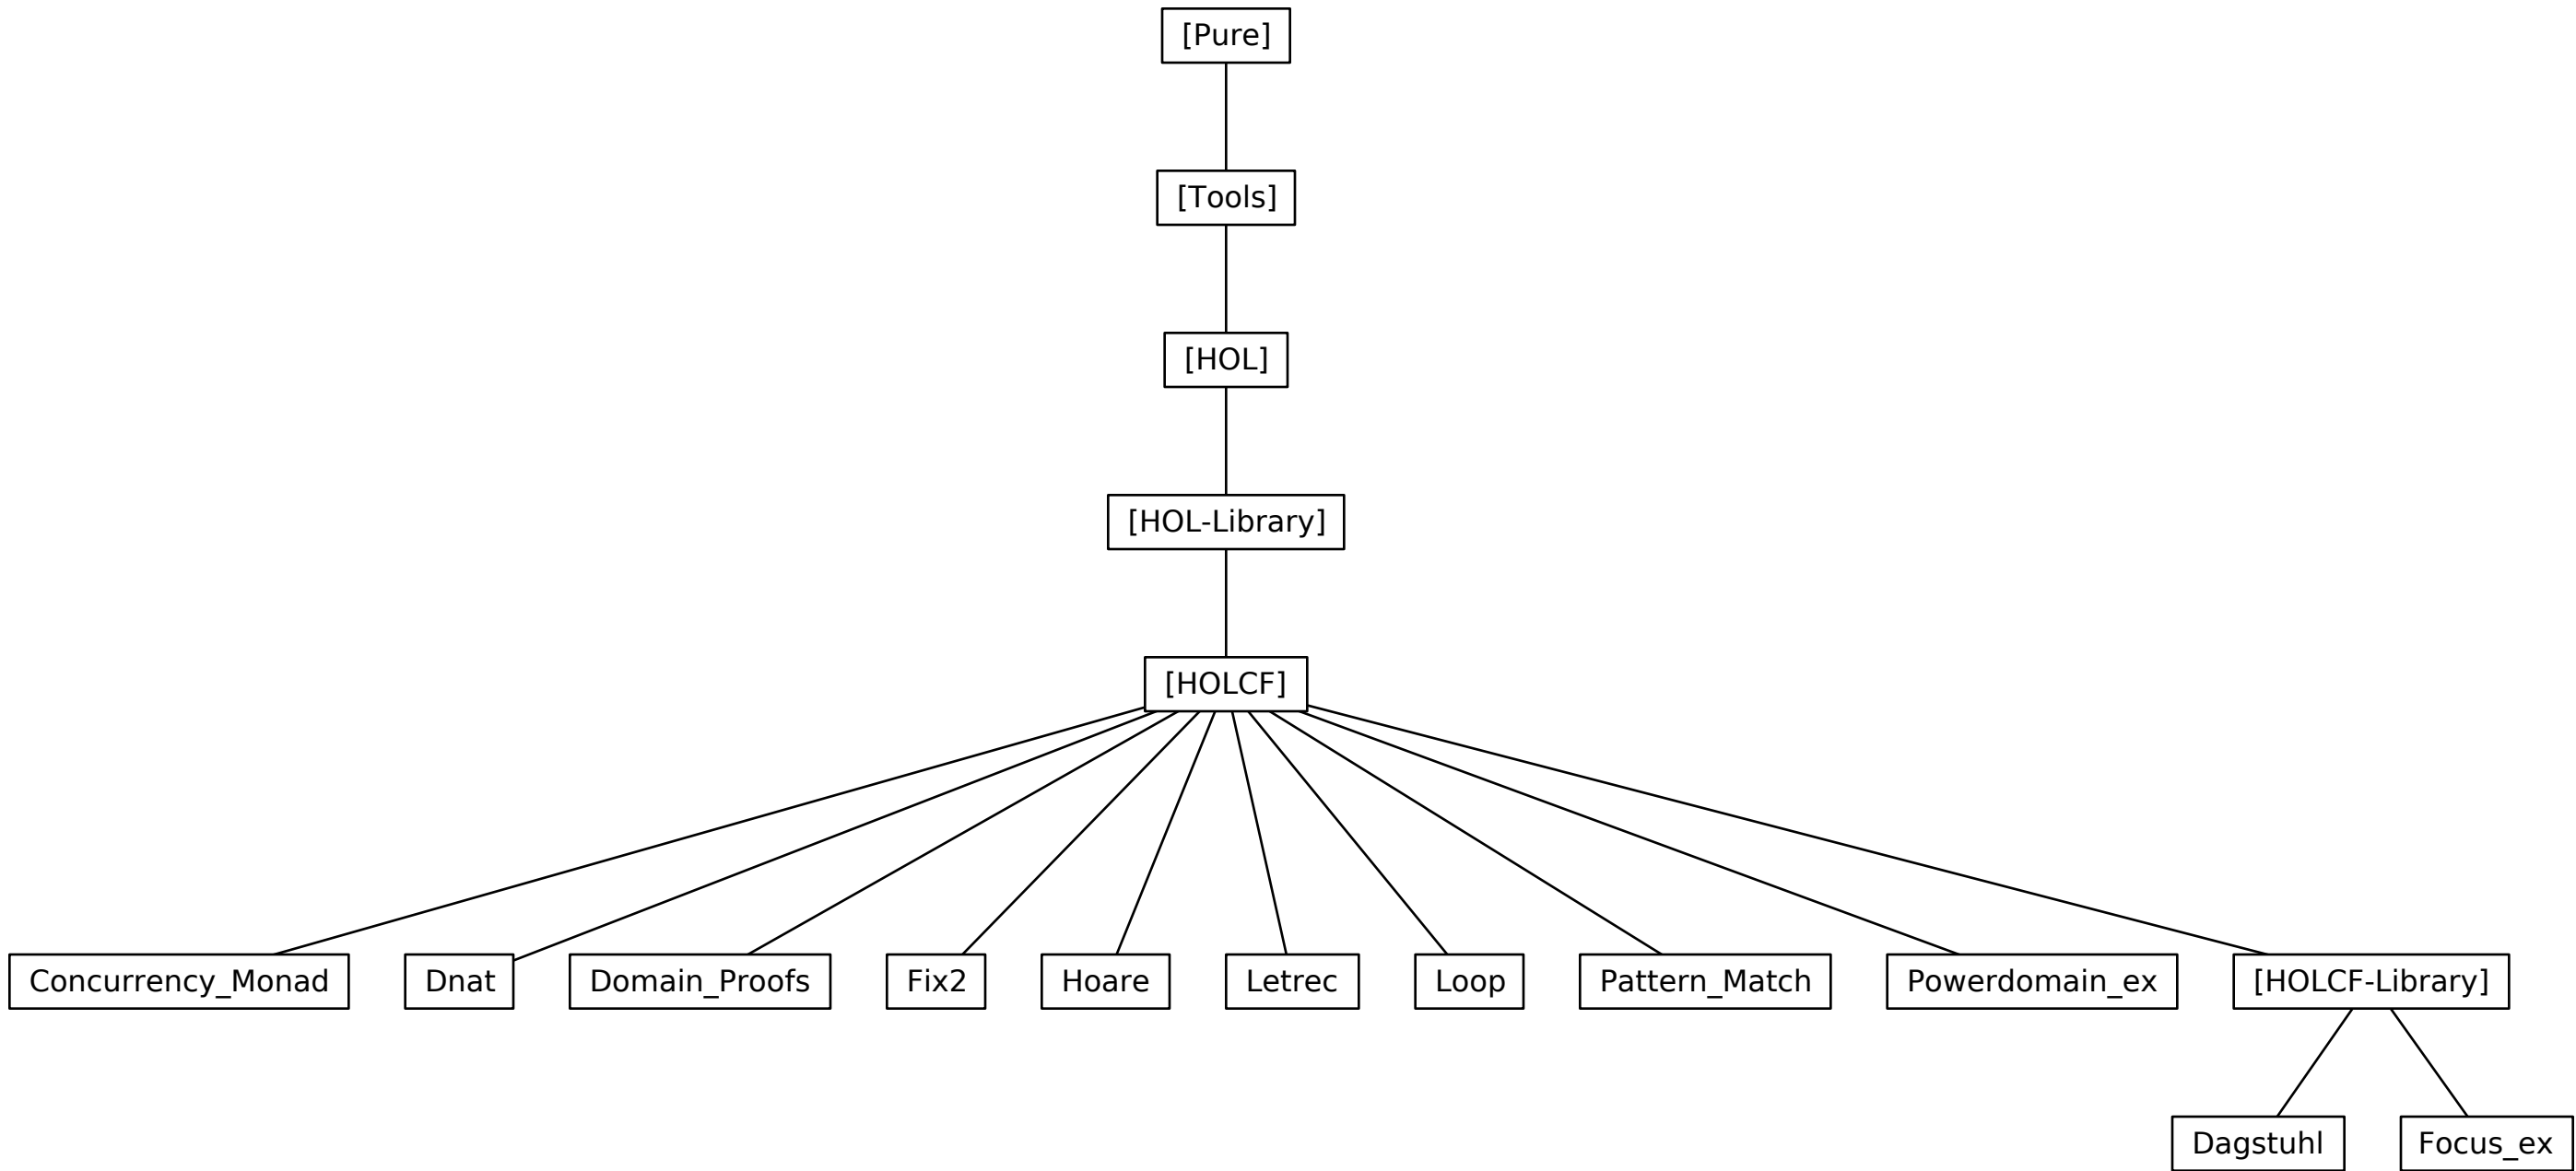 [Pure]
[Tools]
[HOL]
[HOL-Library]
[HOLCF]
Concurrency_Monad
Dnat
Domain_Proofs
Fix2
Hoare
Letrec
Loop
Pattern_Match
Powerdomain_ex
[HOLCF-Library]
Dagstuhl
Focus_ex